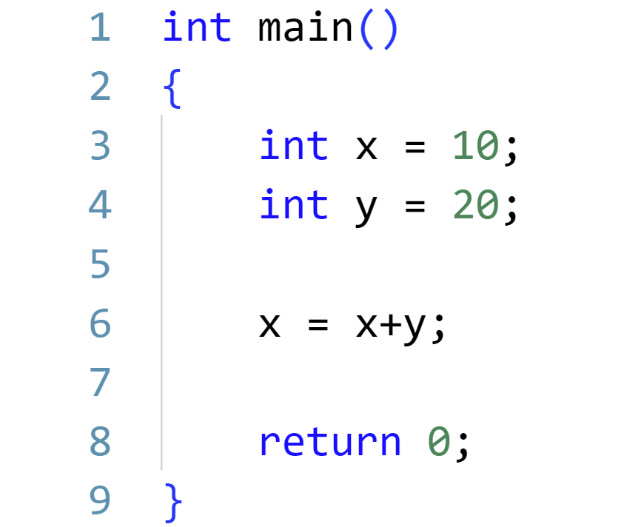 1 int main()
2 {
3     int x = 10;
4     int y = 20;
5
6     x = x+y;
7
8     return 0;
9 }